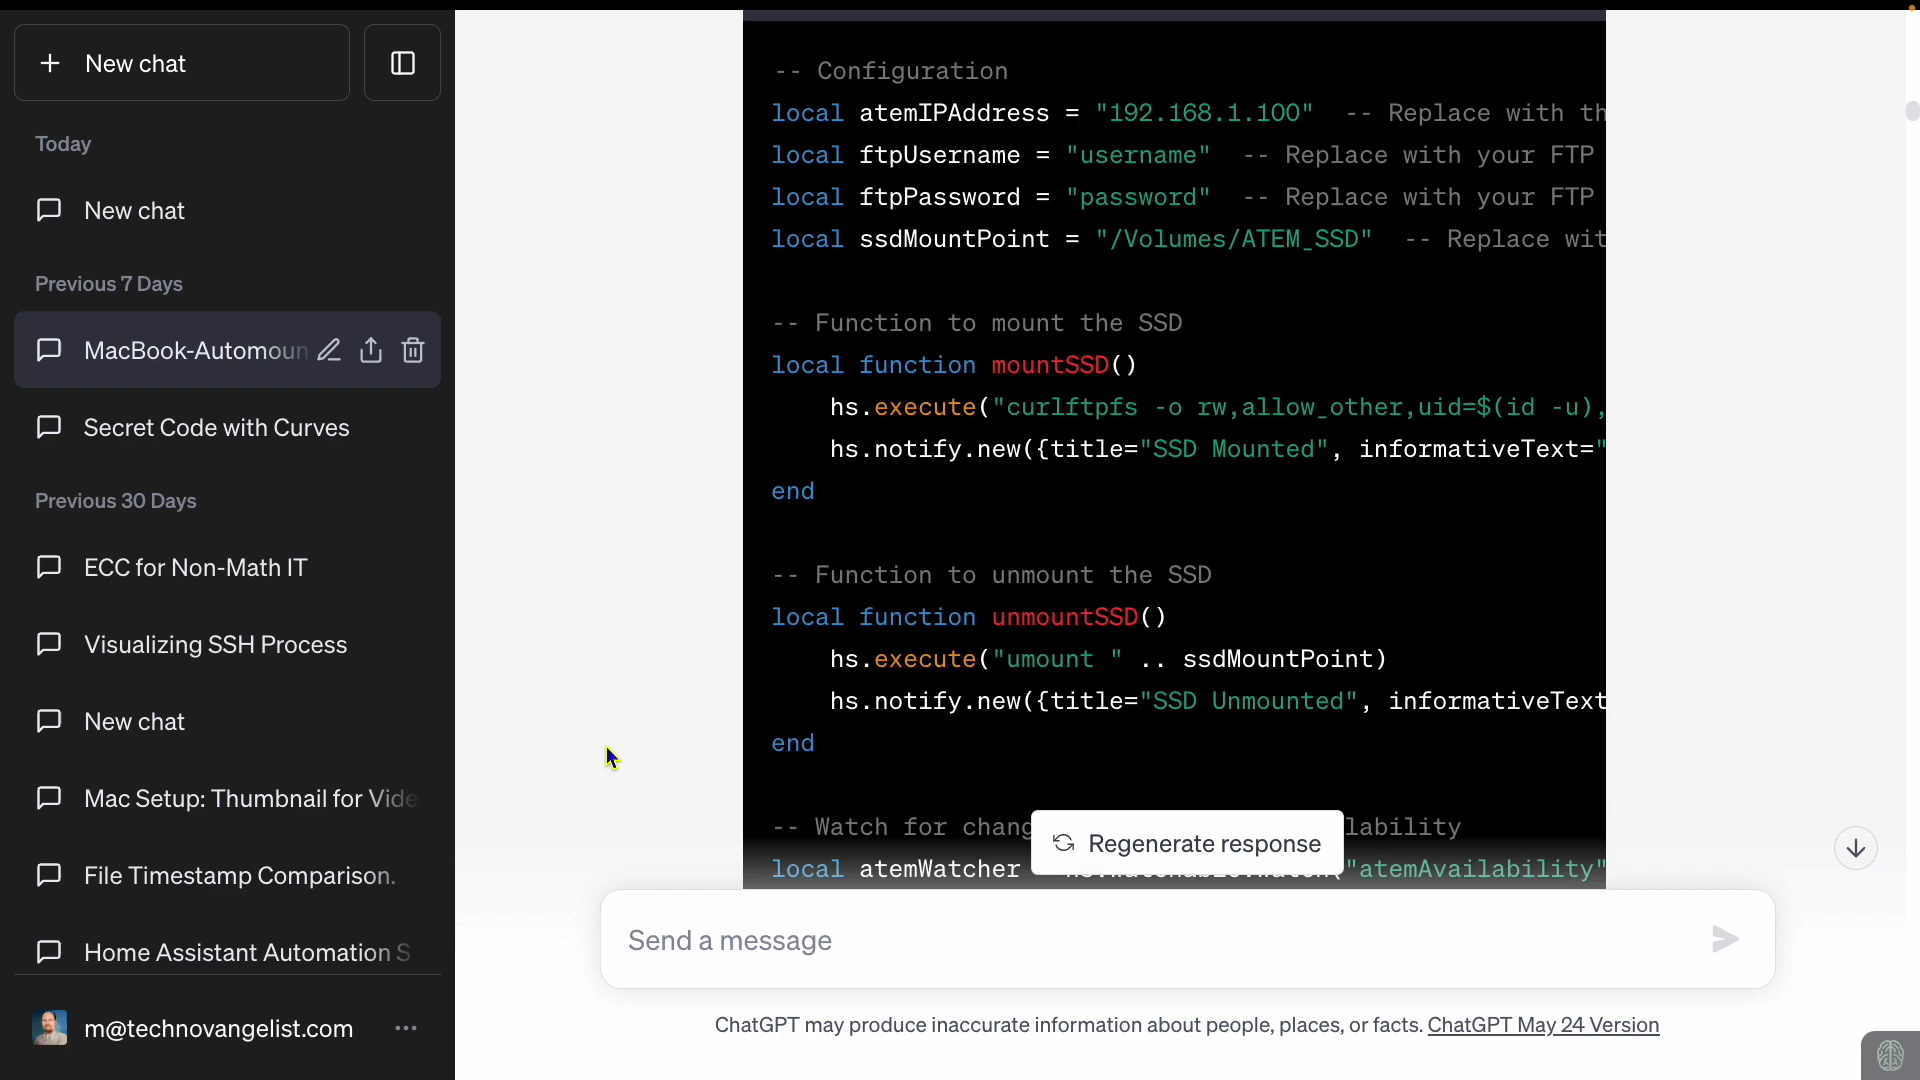 New chat
Today
New chat
Previous 7 Days
MacBook-Automoun
Secret Code with Curves
Previous 30 Days
ECC for Non-Math IT
Visualizing SSH Process
New chat
Mac Setup: Thumbnail for Vide
File Timestamp Comparison.
Home Assistant Automation S
m@technovangelist.com
-- Configuration
local atemIPAddress = "192.168.1.100"  -- Replace with th
local ftpUsername = "username"  -- Replace with your FTP
local ftpPassword = "password"  -- Replace with your FTP
local ssdMountPoint = "/Volumes/ATEM_SSD"  -- Replace wit
-- Function to mount the SSD
local function mountSSD()
hs.execute("curlftpfs -o rw,allow_other,uid=$(id -u),
hs.notify.new({title="SSD Mounted", informativeText="
end
-- Function to unmount the SSD
local function unmountSSD()
hs.execute("umount " .. ssdMountPoint)
hs.notify.new({title="SSD Unmounted", informativeText
end
-- Watch for chang lability
Regenerate response
local atemWatcher "atemAvailability"
Send a message
ChatGPT may produce inaccurate information about people, places, or facts. ChatGPT May 24 Version